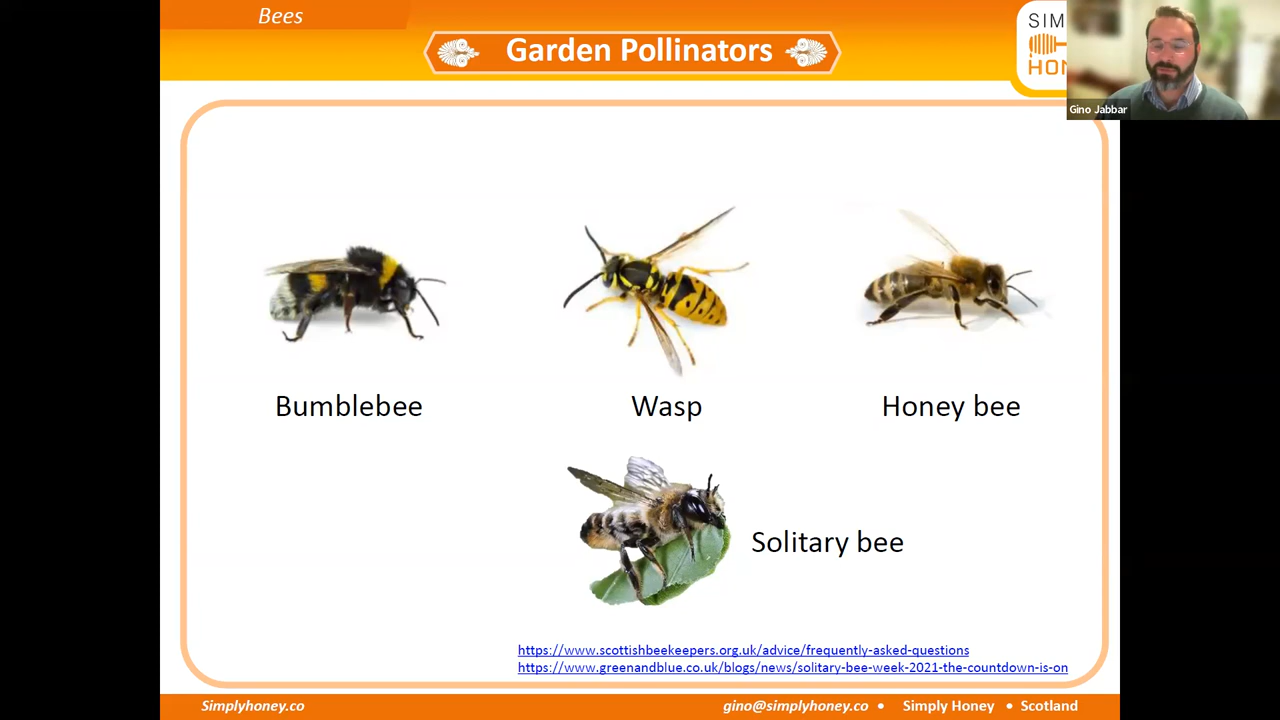 Bees
Garden Pollinators
SIM
HON
Gino Jabbar
Bumblebee
Wasp
Honey bee
Solitary bee
https://www.scottishbeekeepers.org.uk/advice/frequently-asked-questions
https://www.greenandblue.co.uk/blogs/news/solitary-bee-week-2021-the-countdown-is-on
Simplyhoney.co
gino@simplyhoney.co • Simply Honey • Scotland